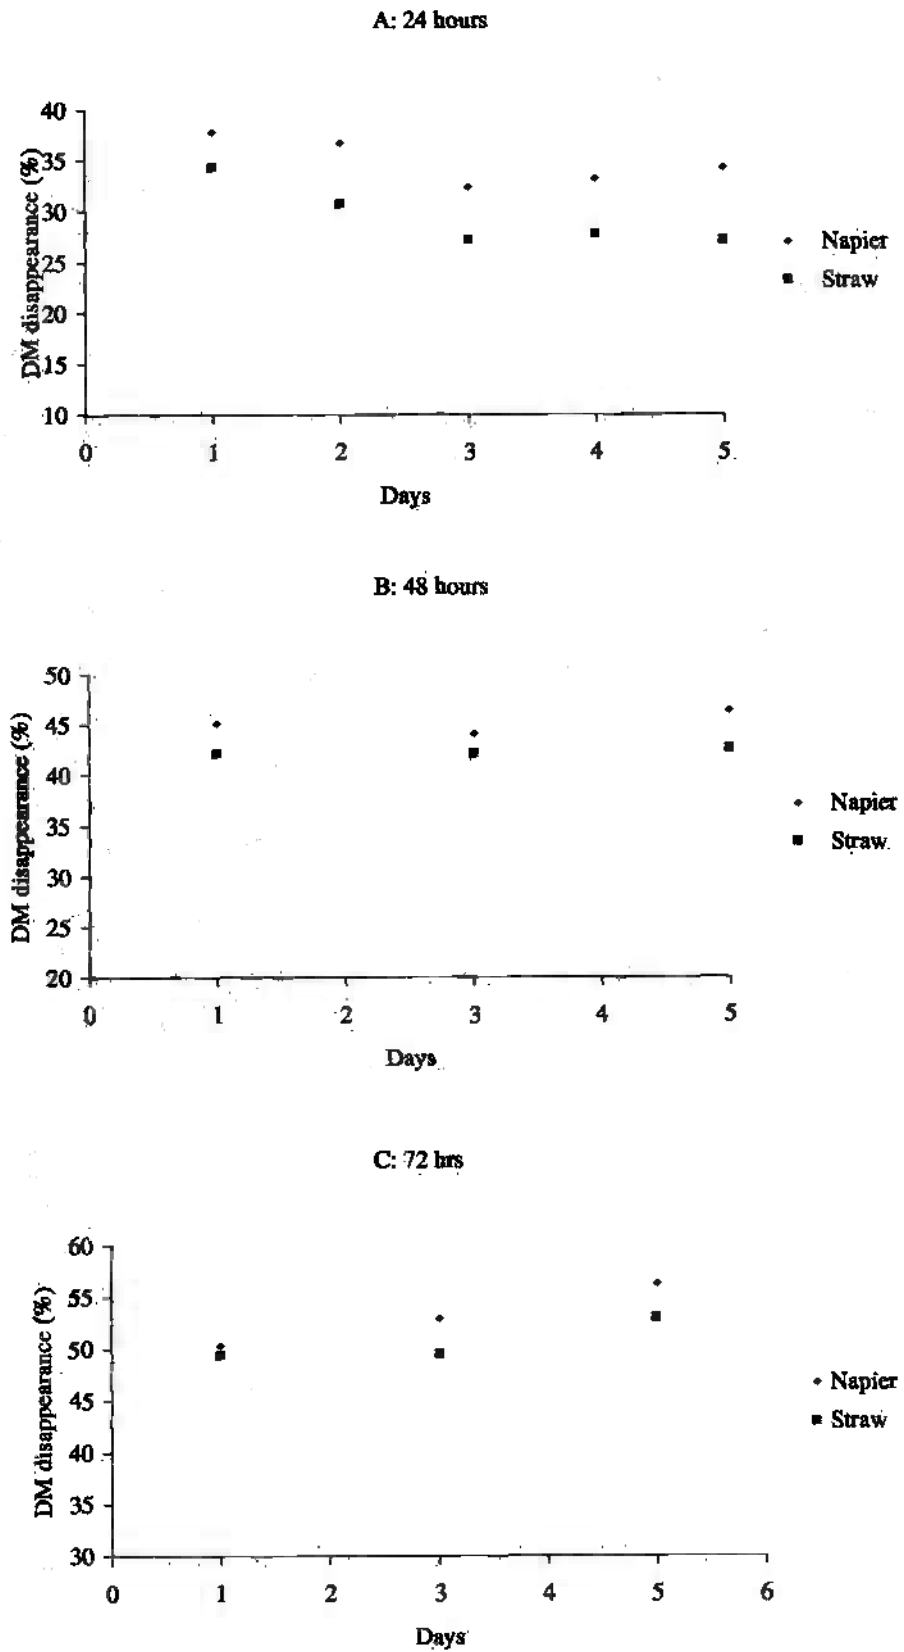 A: 24 hours
DM disappearance (%)
40
35
30
25
20
15
10
0 1 2 3 4 5
Days
Napier
Straw
B: 48 hours
DM disappearance (%)
50
45
40
35
30
25
20
0 1 2 3 4 5
Days
Napier
Straw
C: 72 hrs
DM disappearance (%)
60
55
50
45
40
35
30
0 1 2 3 4 5 6
Days
Napier
Straw